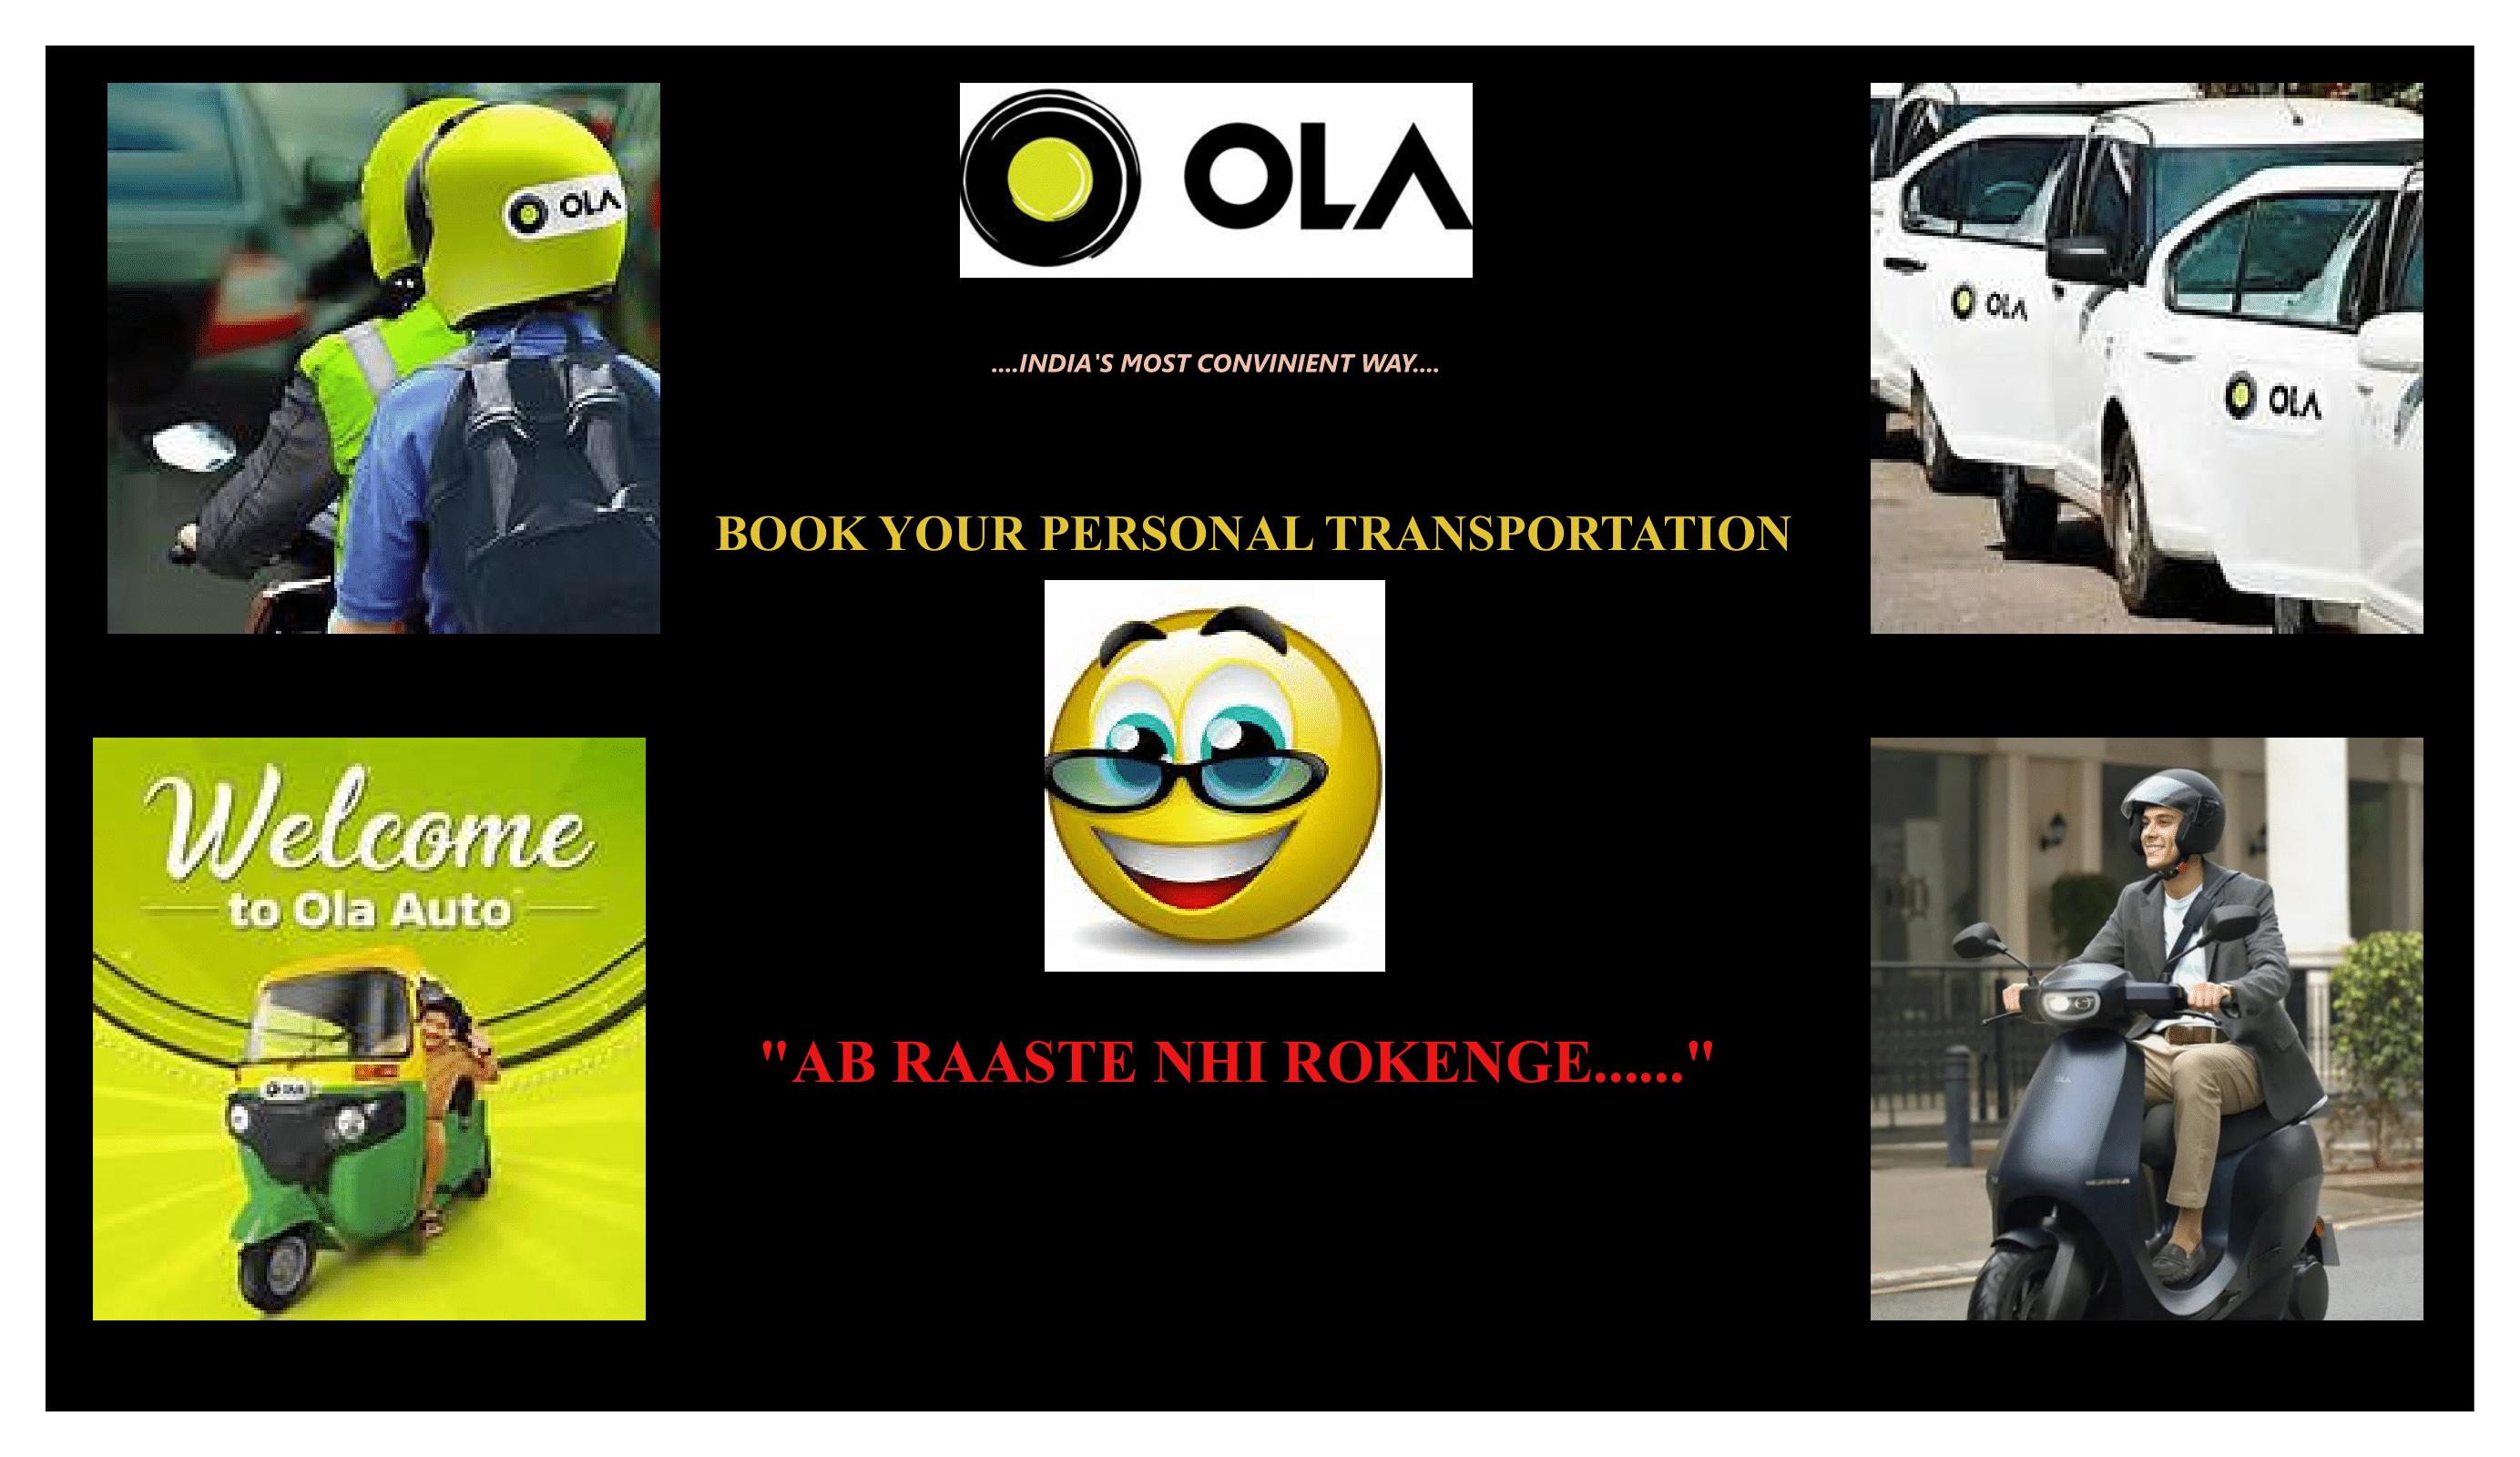 OLA
OLA
OLA
OLA
....INDIA'S MOST CONVINIENT WAY....
BOOK YOUR PERSONAL TRANSPORTATION
Welcome
to Ola Auto
OLA
"AB RAASTE NHI ROKENGE......"
OLA